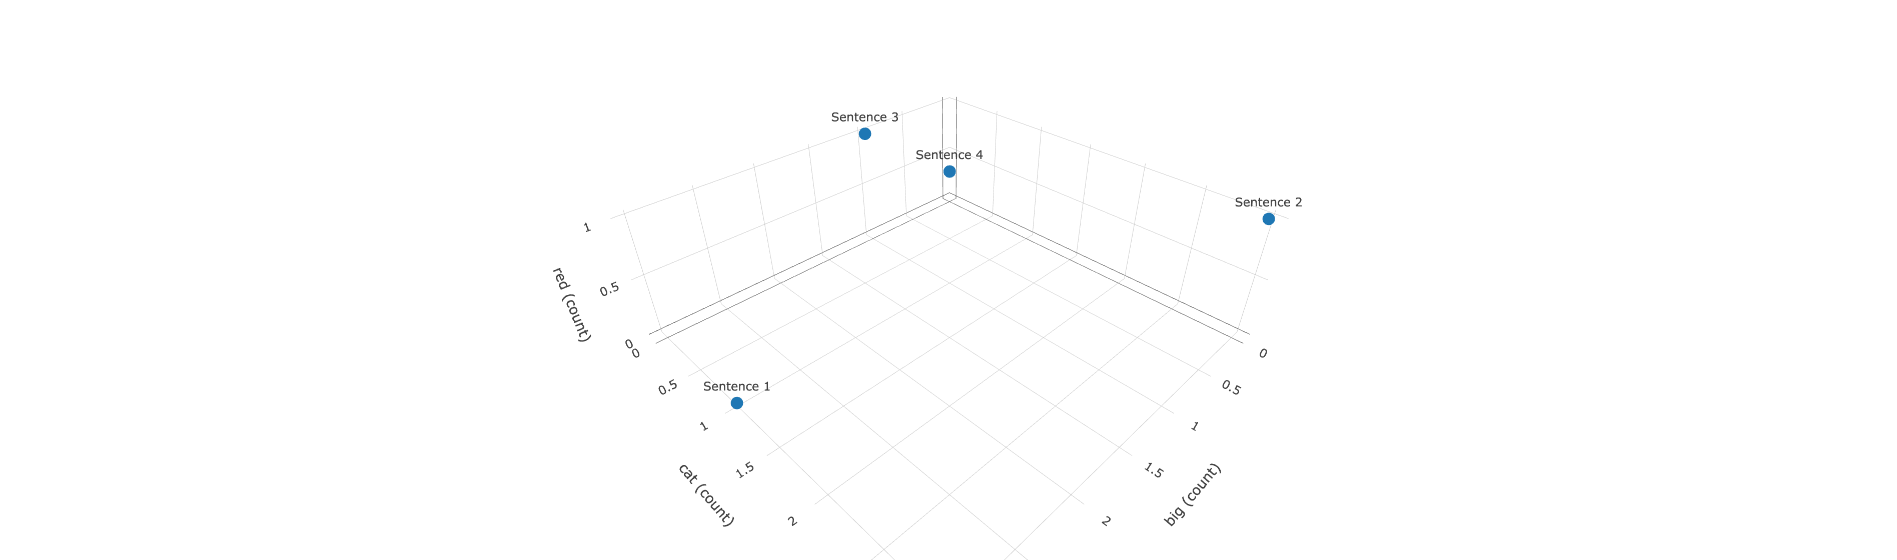 Sentence 3
Sentence 4
Sentence 2
1
red (count)
0.5
0
0
0
0.5
0.5
Sentence 1
1
1
1.5
1.5
cat (count)
big (count)
2
2